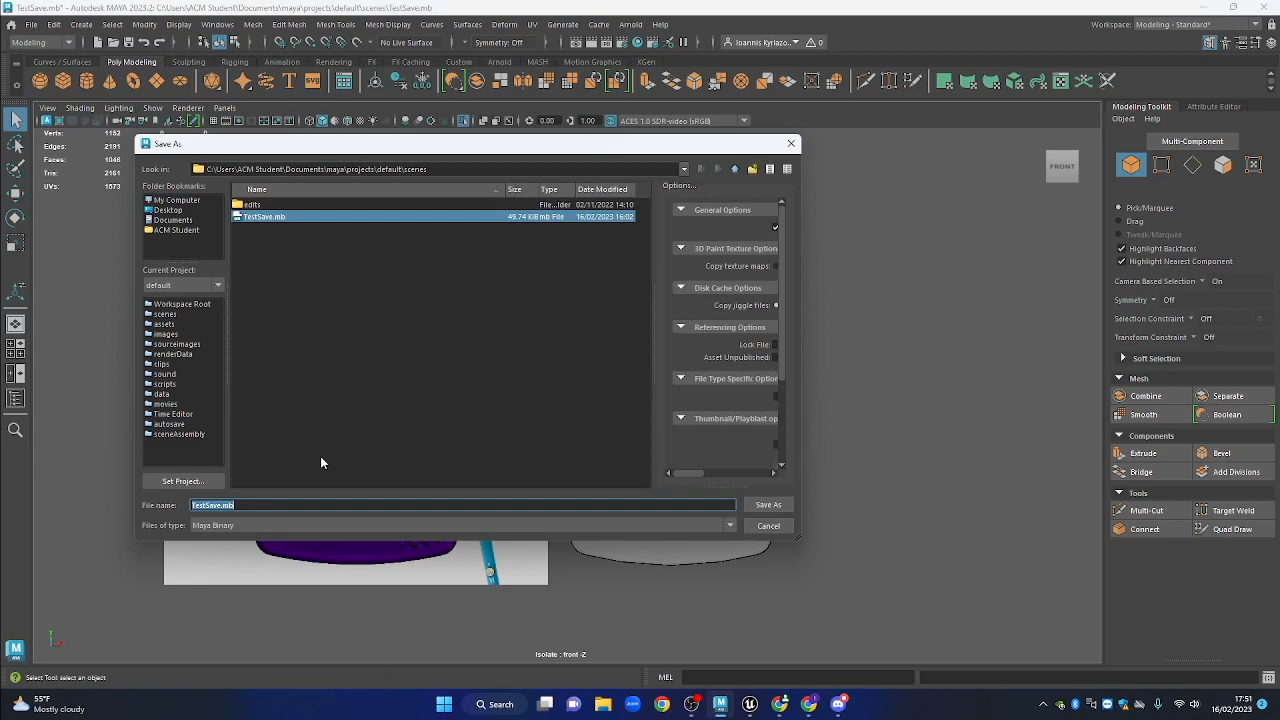 TestSave.mb* - Autodesk MAYA 2023.2: C:\Users\ACM Student\Documents\maya\projects\default\scenes\TestSave.mb
File Edit Create Select Modify Display Windows Mesh Edit Mesh Mesh Tools Mesh Display Curves Surfaces Deform UV Generate Cache Arnold Help Workspace: Modeling - Standard*
Modeling No Live Surface Symmetry: Off Ioannis Kyriazo... 0
Curves / Surfaces Poly Modeling Sculpting Rigging Animation Rendering FX FX Caching Custom Arnold MASH Motion Graphics XGen
View Shading Lighting Show Renderer Panels
Modeling Toolkit Attribute Editor
Object Help
0.00 1.00 ACES 1.0 SDR-video (sRGB)
Verts: 1152
Edges: 2191
Faces: 1046
Tris: 2161
UVs: 1673
Multi-Component
FRONT
Save As
Look in: C:\Users\ACM Student\Documents\maya\projects\default\scenes
Folder Bookmarks:
My Computer
Desktop
Documents
ACM Student
Name Size Type Date Modified
edits File...lder 02/11/2022 14:10
TestSave.mb 49.74 KiB mb File 16/02/2023 16:02
Options...
General Options
3D Paint Texture Option
Copy texture maps:
Disk Cache Options
Copy jiggle files:
Referencing Options
Lock File:
Asset Unpublished:
File Type Specific Option
Thumbnail/Playblast op
Current Project:
default
Workspace Root
scenes
assets
images
sourceimages
renderData
clips
sound
scripts
data
movies
Time Editor
autosave
sceneAssembly
Set Project...
File name: TestSave.mb Save As
Files of type: Maya Binary Cancel
Pick/Marquee
Drag
Tweak/Marquee
Highlight Backfaces
Highlight Nearest Component
Camera Based Selection On
Symmetry Off
Selection Constraint Off 0
Transform Constraint Off
Soft Selection
Mesh
Combine Separate
Smooth Boolean
Components
Extrude Bevel
Bridge Add Divisions
Tools
Multi-Cut Target Weld
Connect Quad Draw
Isolate : front -Z
Select Tool: select an object
MEL
55°F
Mostly cloudy
Search
zoom
17:51
16/02/2023
2